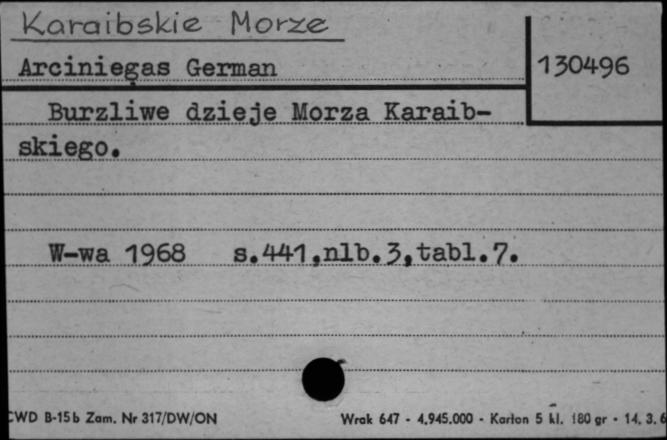 Karaibskie Morze
Arciniegas German
130496
Burzliwe dzieje Morza Karaib-
skiego.
W-wa 1968 s.441,nlb.3,tabl.7.
CWD B-15b Zam. Nr 317/DW/ON
Wrak 647 - 4.945.000 - Karton 5 kl. 180 gr - 14. 3. 6